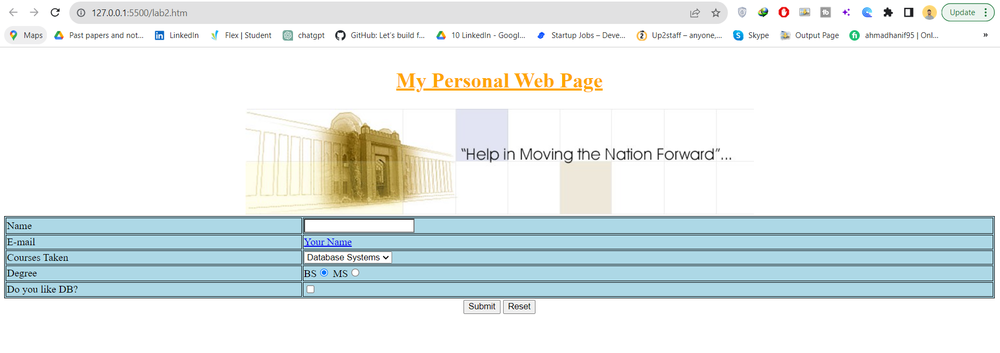 127.0.0.1:5500/lab2.htm Update
Maps Past papers and not... LinkedIn Flex | Student chatgpt GitHub: Let's build f... 10 LinkedIn - Googl... Startup Jobs – Deve... Up2staff – anyone,... Skype Output Page ahmadhanif95 | Onl... »
My Personal Web Page
“Help in Moving the Nation Forward”...
Name
E-mail Your Name
Courses Taken Database Systems
Degree BS MS
Do you like DB?
Submit Reset